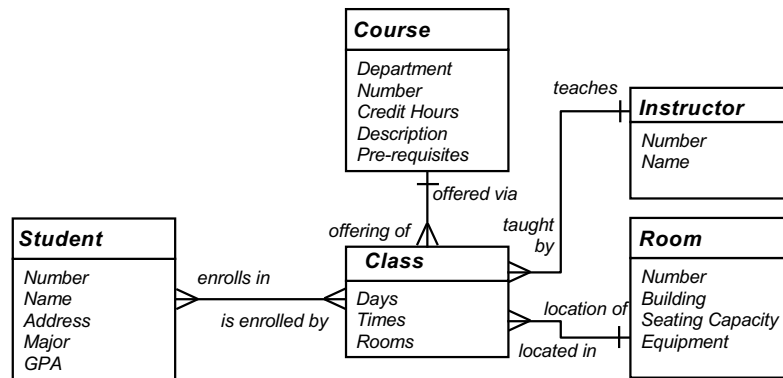 Course
Department
Number
Credit Hours
Description
Pre-requisites
teaches
Instructor
Number
Name
offered via
offering of
taught
by
Student
Number
Name
Address
Major
GPA
enrolls in
is enrolled by
Class
Days
Times
Rooms
location of
located in
Room
Number
Building
Seating Capacity
Equipment